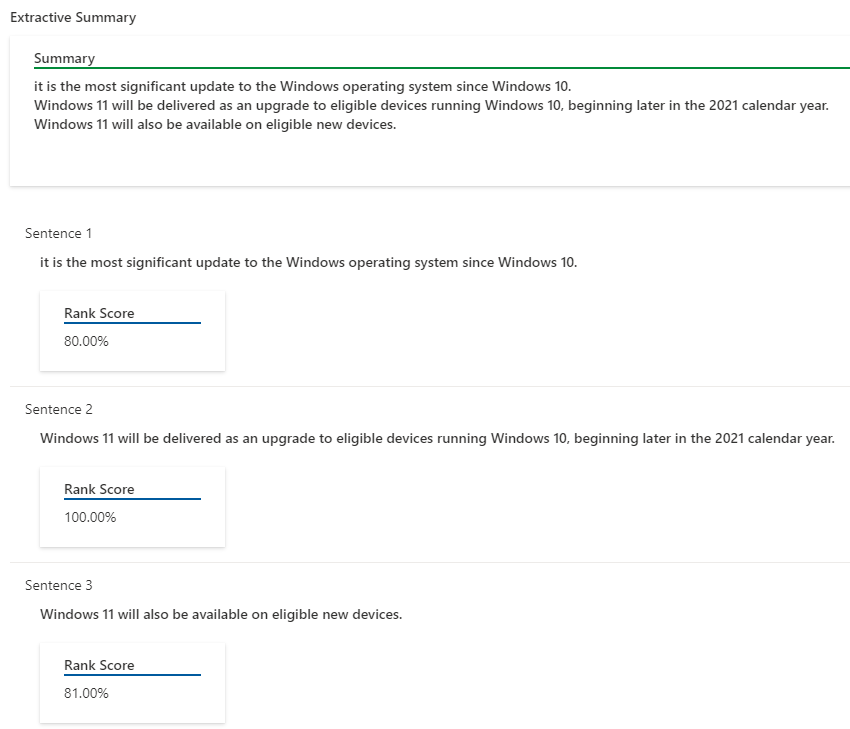 Extractive Summary
Summary
it is the most significant update to the Windows operating system since Windows 10.
Windows 11 will be delivered as an upgrade to eligible devices running Windows 10, beginning later in the 2021 calendar year.
Windows 11 will also be available on eligible new devices.
Sentence 1
it is the most significant update to the Windows operating system since Windows 10.
Rank Score
80.00%
Sentence 2
Windows 11 will be delivered as an upgrade to eligible devices running Windows 10, beginning later in the 2021 calendar year.
Rank Score
100.00%
Sentence 3
Windows 11 will also be available on eligible new devices.
Rank Score
81.00%